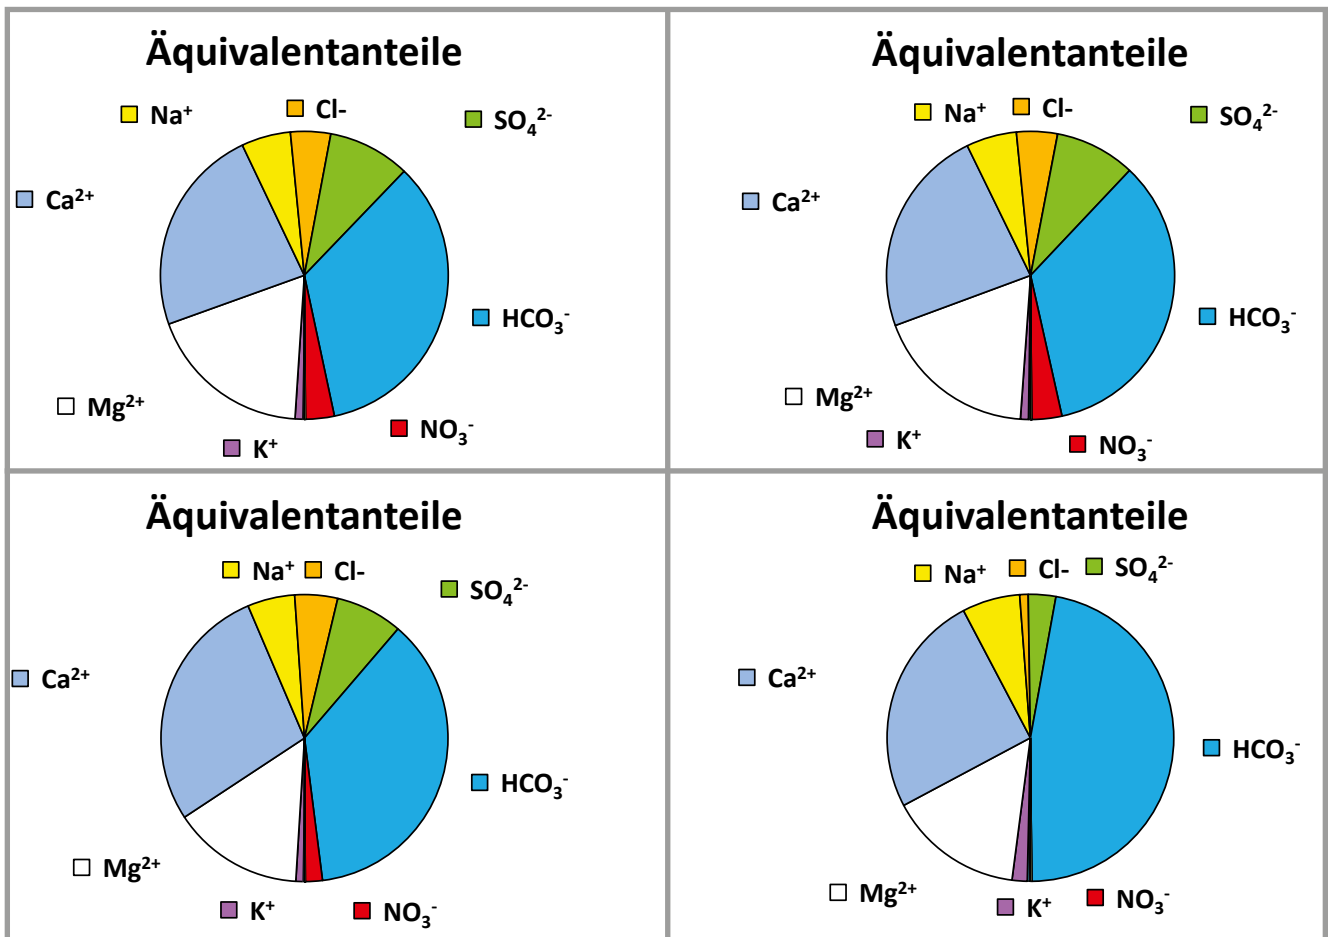 Äquivalentanteile
Na⁺
Cl-
SO₄²⁻
Ca²⁺
HCO₃⁻
Mg²⁺
NO₃⁻
K⁺
Äquivalentanteile
Na⁺
Cl-
SO₄²⁻
Ca²⁺
HCO₃⁻
Mg²⁺
K⁺
NO₃⁻
Äquivalentanteile
Na⁺
Cl-
SO₄²⁻
Ca²⁺
HCO₃⁻
Mg²⁺
K⁺
NO₃⁻
Äquivalentanteile
Na⁺
Cl-
SO₄²⁻
Ca²⁺
HCO₃⁻
Mg²⁺
K⁺
NO₃⁻